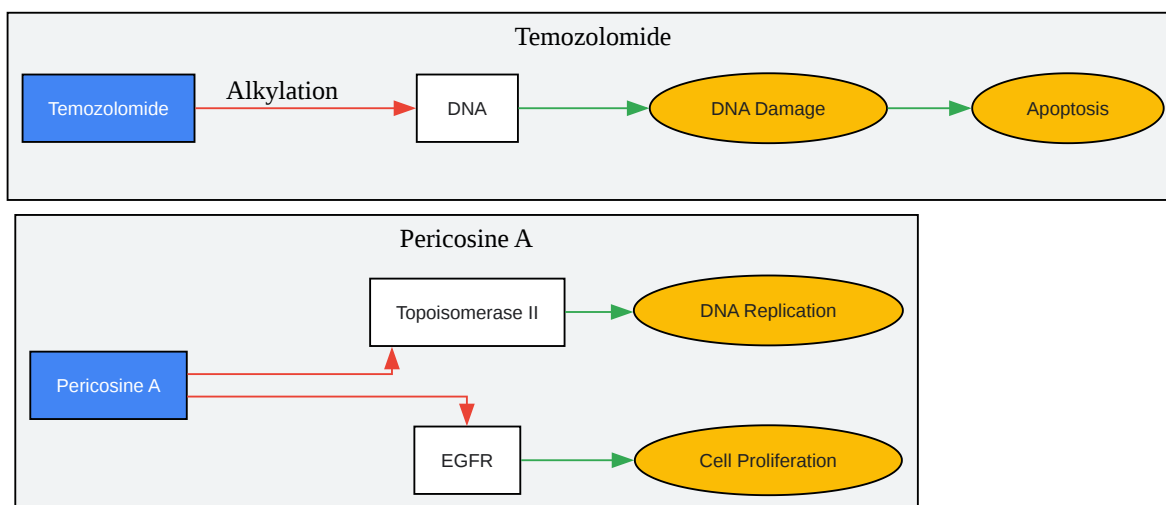 Temozolomide
Temozolomide
Alkylation
DNA
DNA Damage
Apoptosis
Pericosine A
Topoisomerase II
DNA Replication
Pericosine A
EGFR
Cell Proliferation